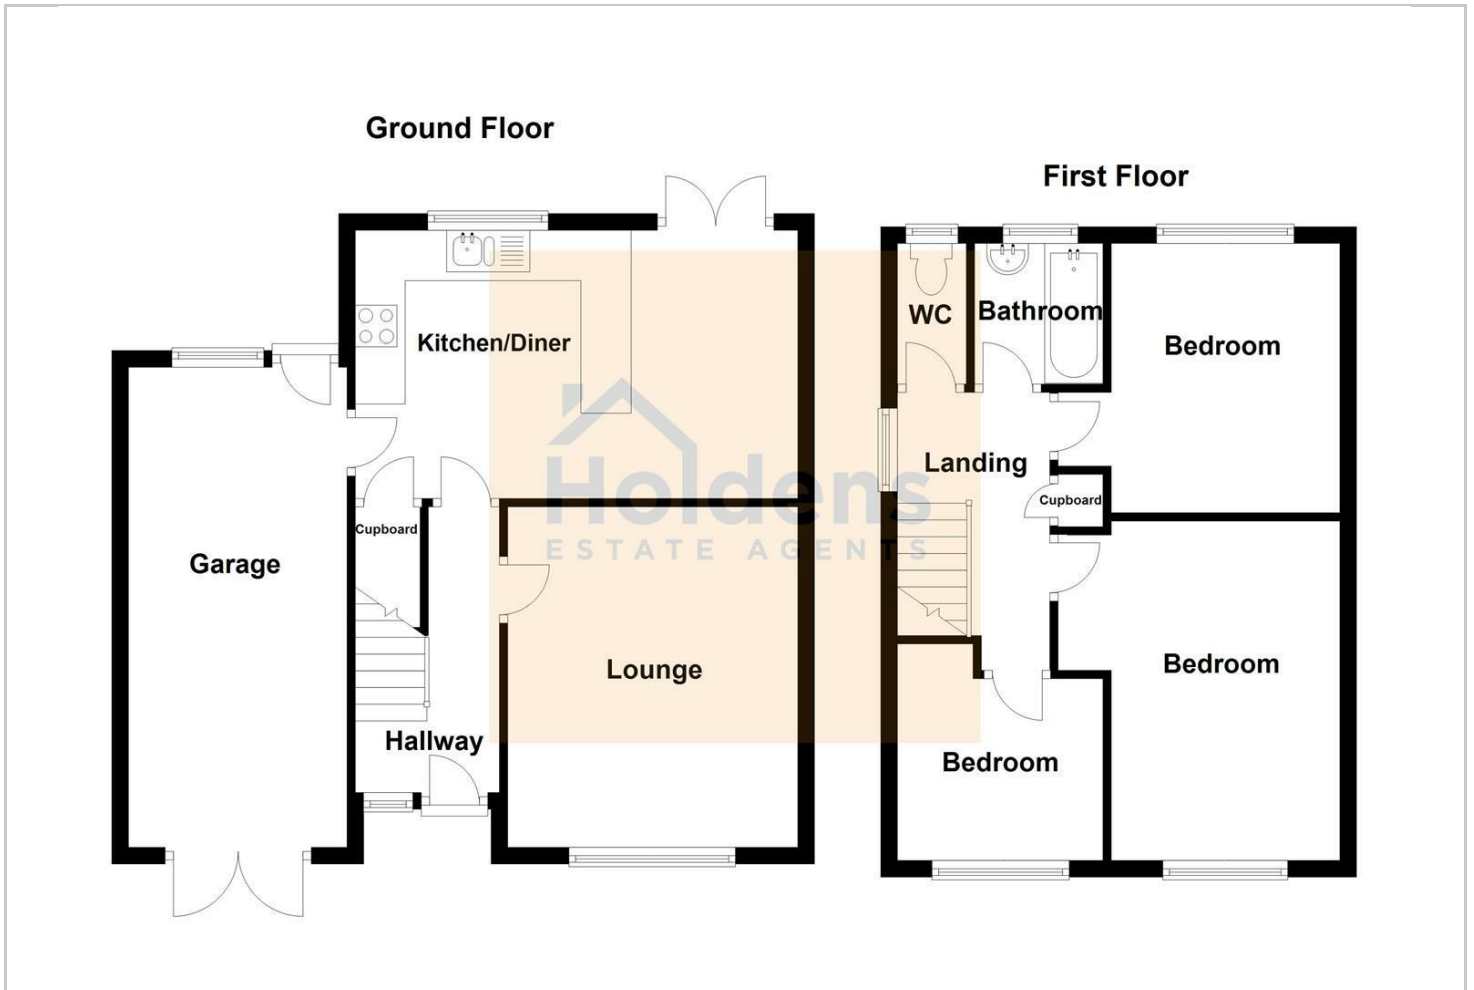 Ground Floor
First Floor
WC
Bathroom
Kitchen/Diner
Bedroom
Landing
Holdens
Cupboard
Cupboard
ESTATE AGENTS
Garage
Lounge
Bedroom
Hallway
Bedroom